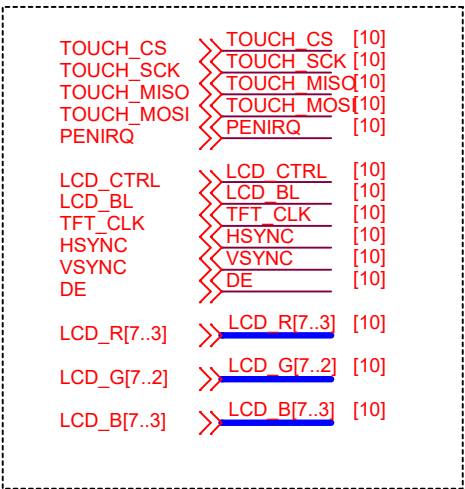 TOUCH_CS TOUCH_CS [10]
TOUCH_SCK TOUCH_SCK [10]
TOUCH_MISO TOUCH_MISO [10]
TOUCH_MOSI TOUCH_MOSI [10]
PENIRQ PENIRQ [10]
LCD_CTRL LCD_CTRL [10]
LCD_BL LCD_BL [10]
TFT_CLK TFT_CLK [10]
HSYNC HSYNC [10]
VSYNC VSYNC [10]
DE DE [10]
LCD_R[7..3] LCD_R[7..3] [10]
LCD_G[7..2] LCD_G[7..2] [10]
LCD_B[7..3] LCD_B[7..3] [10]